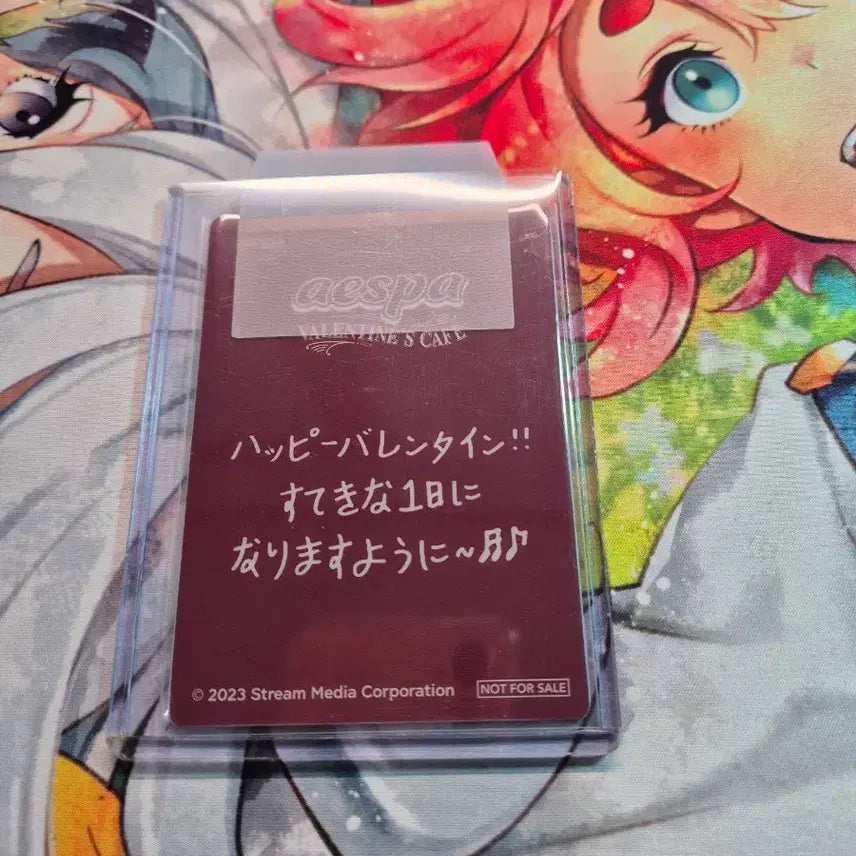 aespa
VALENTINE'S CAFE
ハッピーバレンタイン!!
すてきな1日に
なりますように~♬♪
© 2023 Stream Media Corporation
NOT FOR SALE